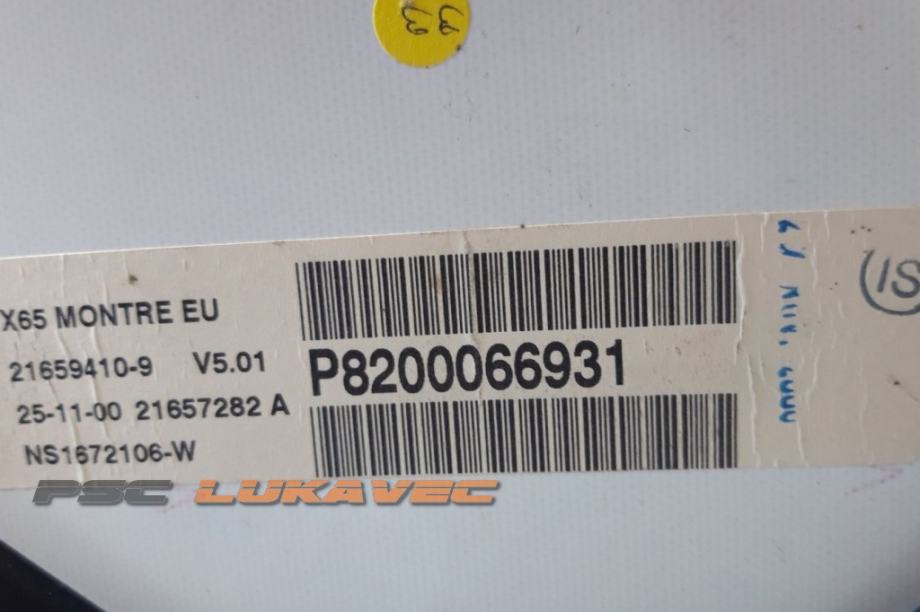 X65 MONTRE EU
21659410-9 V5.01
25-11-00 21657282 A
NS1672106-W
P8200066931
PSC LUKAVEC